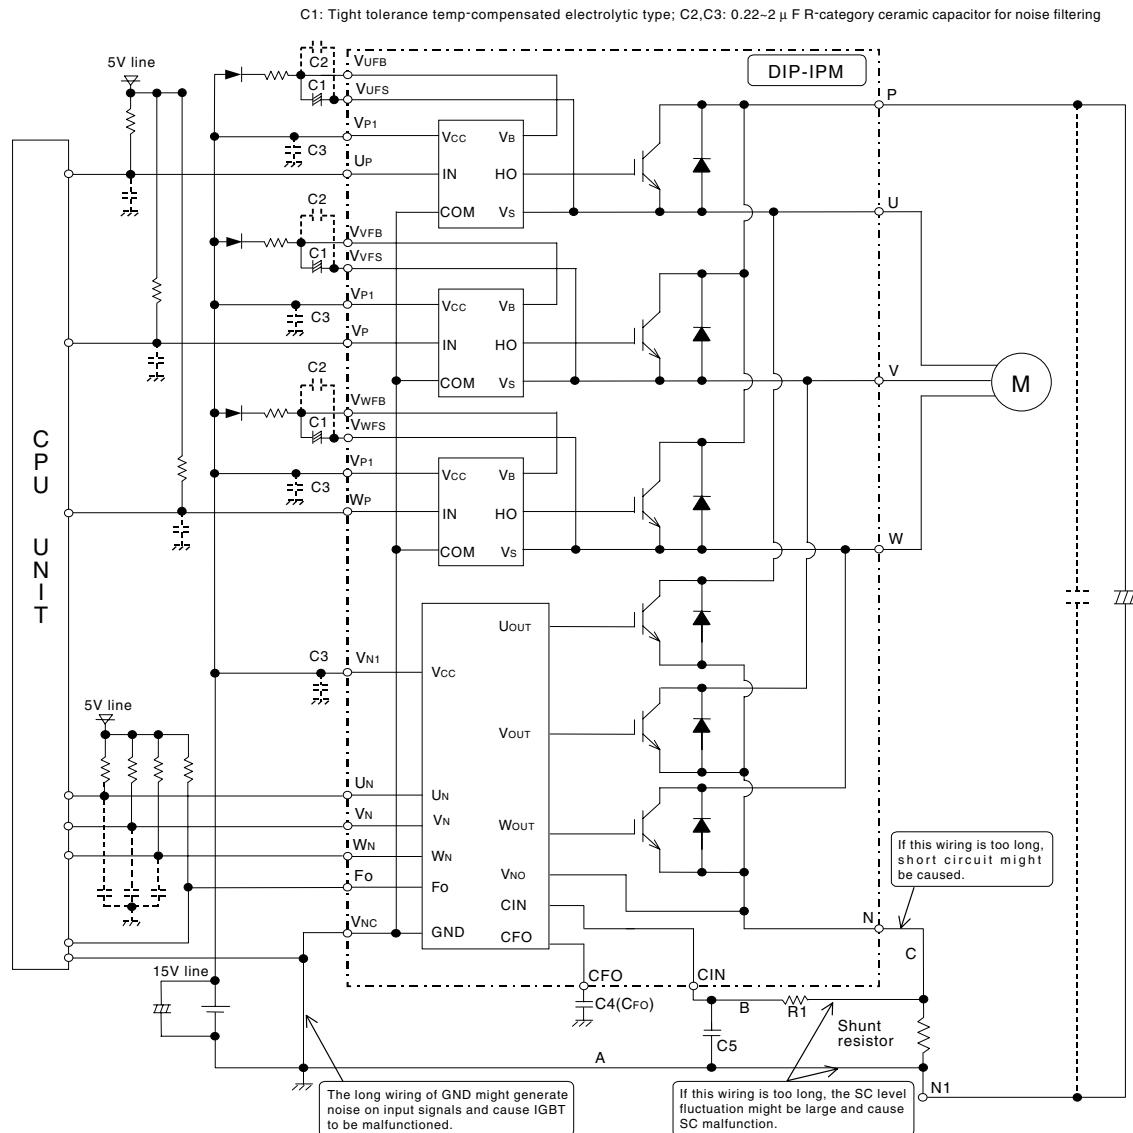 C1: Tight tolerance temp-compensated electrolytic type; C2,C3: 0.22~2 μ F R-category ceramic capacitor for noise filtering
5V line
C2
C1
VUFB
VUFS
DIP-IPM
P
VP1
C3
VCC
VB
UP
IN
HO
COM
VS
U
C2
C1
VVFB
VVFS
VP1
C3
VCC
VB
VP
IN
HO
COM
VS
V
M
C2
C1
VWFB
VWFS
VP1
C3
VCC
VB
WP
IN
HO
COM
VS
W
CPU UNIT
UOUT
C3
VN1
VCC
5V line
VOUT
UN
UN
VN
VN
WOUT
WN
WN
VNO
FO
FO
CIN
VNC
GND
CFO
If this wiring is too long,
short circuit might
be caused.
N
C
15V line
CFO
CIN
C4(CFO)
B
R1
C5
Shunt
resistor
A
N1
The long wiring of GND might generate
noise on input signals and cause IGBT
to be malfunctioned.
If this wiring is too long, the SC level
fluctuation might be large and cause
SC malfunction.